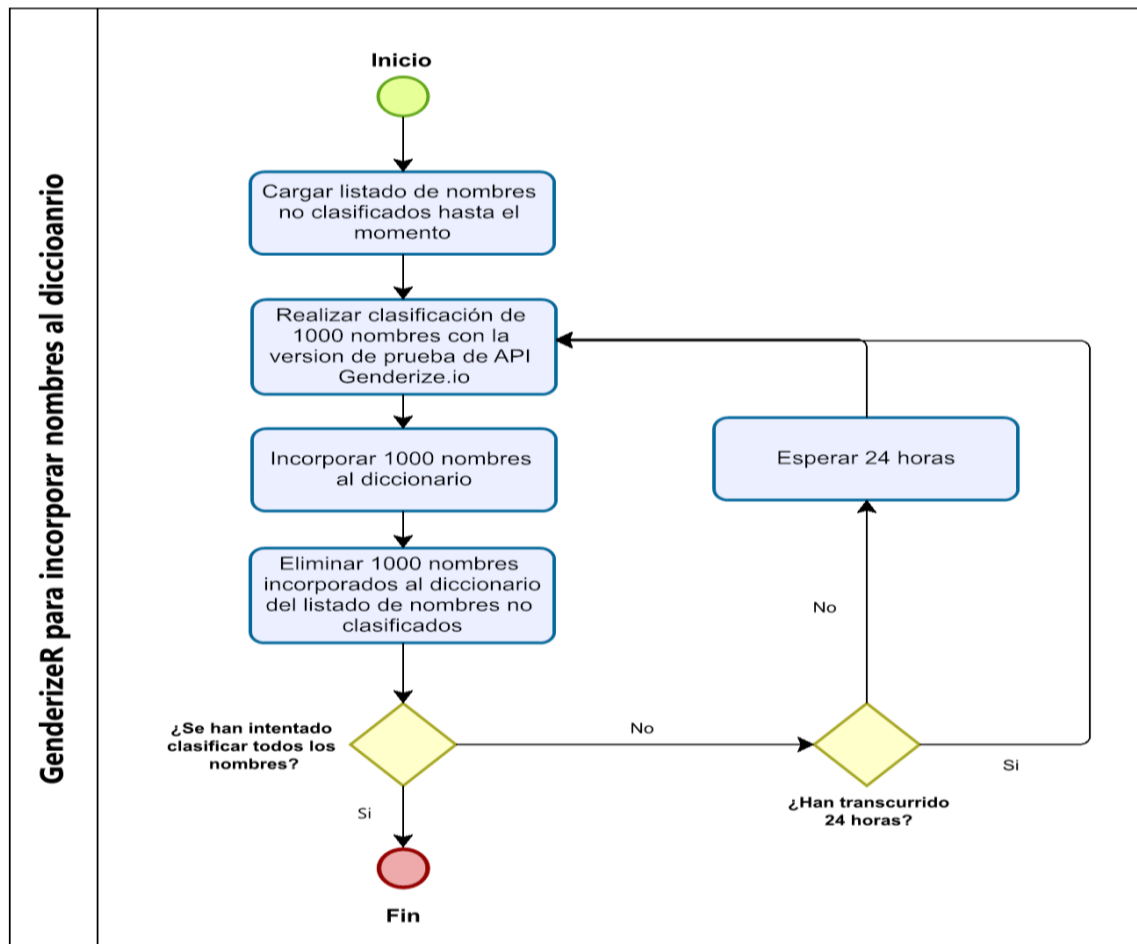 GenderizeR para incorporar nombres al diccioanrio
Inicio
Cargar listado de nombres
no clasificados hasta el
momento
Realizar clasificación de
1000 nombres con la
version de prueba de API
Genderize.io
Incorporar 1000 nombres
al diccionario
Esperar 24 horas
Eliminar 1000 nombres
incorporados al diccionario
del listado de nombres no
clasificados
No
¿Se han intentado
clasificar todos los
nombres?
No
Si
¿Han transcurrido
24 horas?
Si
Fin